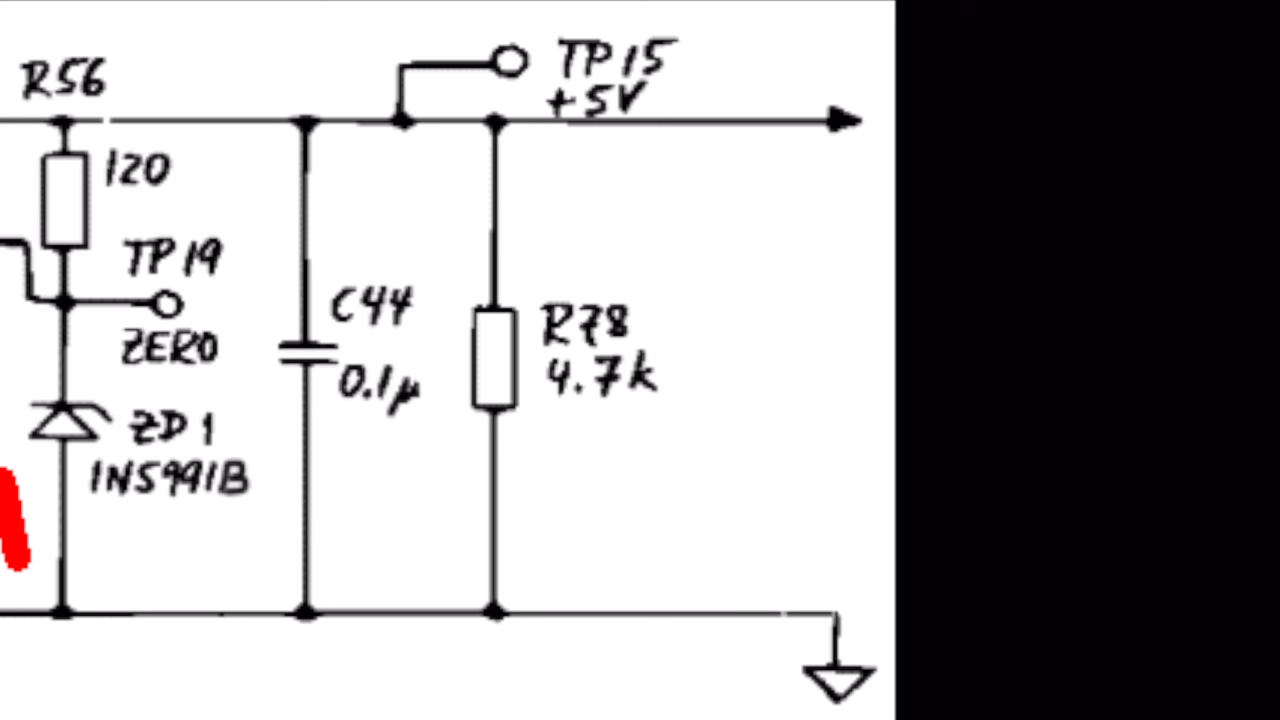 R56
120
TP19
ZERO
ZD1
1N5991B
C44
0.1µ
TP15
+5V
R78
4.7k